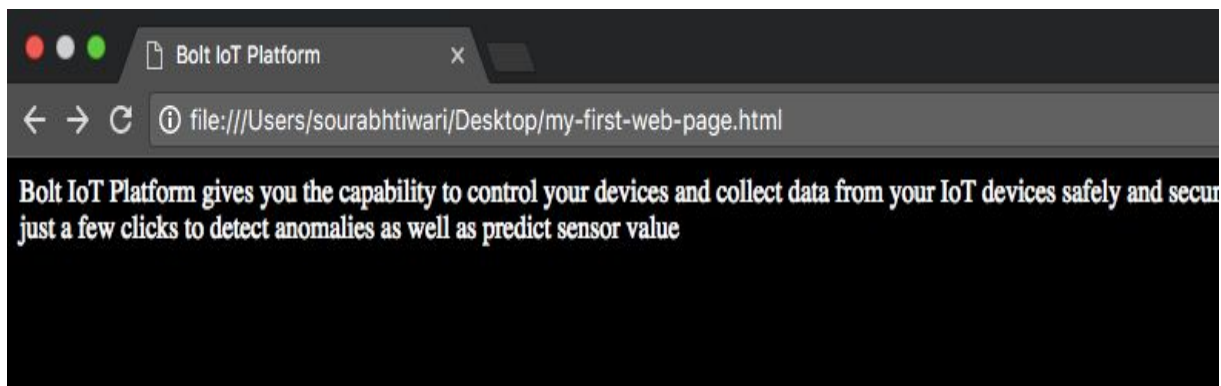 Bolt IoT Platform
file:///Users/sourabhtiwari/Desktop/my-first-web-page.html
Bolt IoT Platform gives you the capability to control your devices and collect data from your IoT devices safely and
just a few clicks to detect anomalies as well as predict sensor value